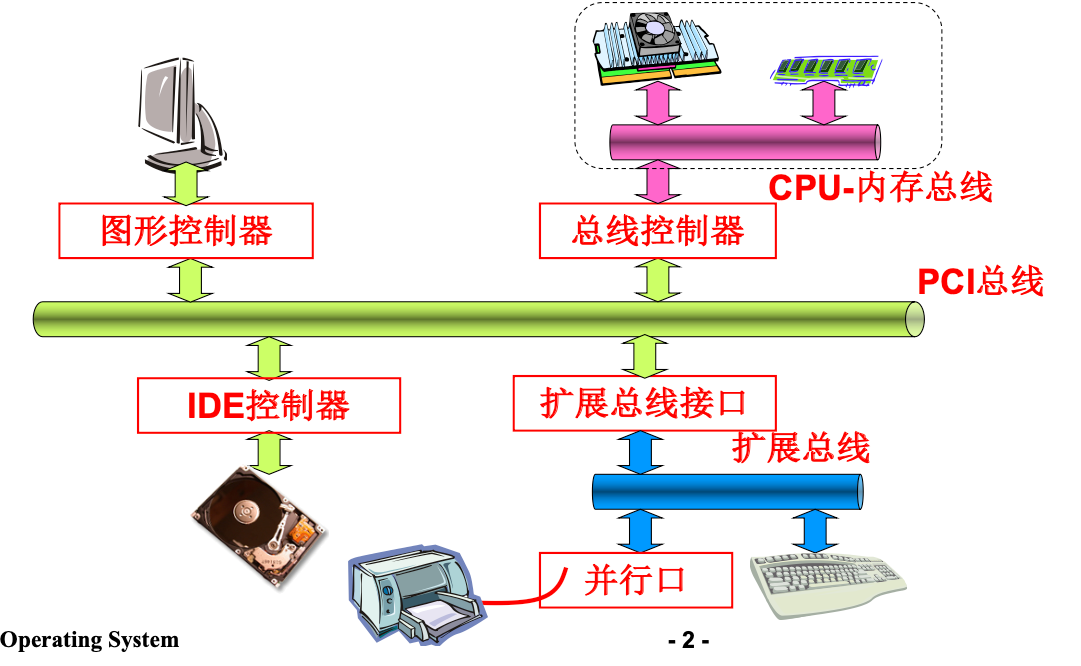 CPU-内存总线
图形控制器
总线控制器
PCI总线
IDE控制器
扩展总线接口
扩展总线
并行口
Operating System
- 2 -